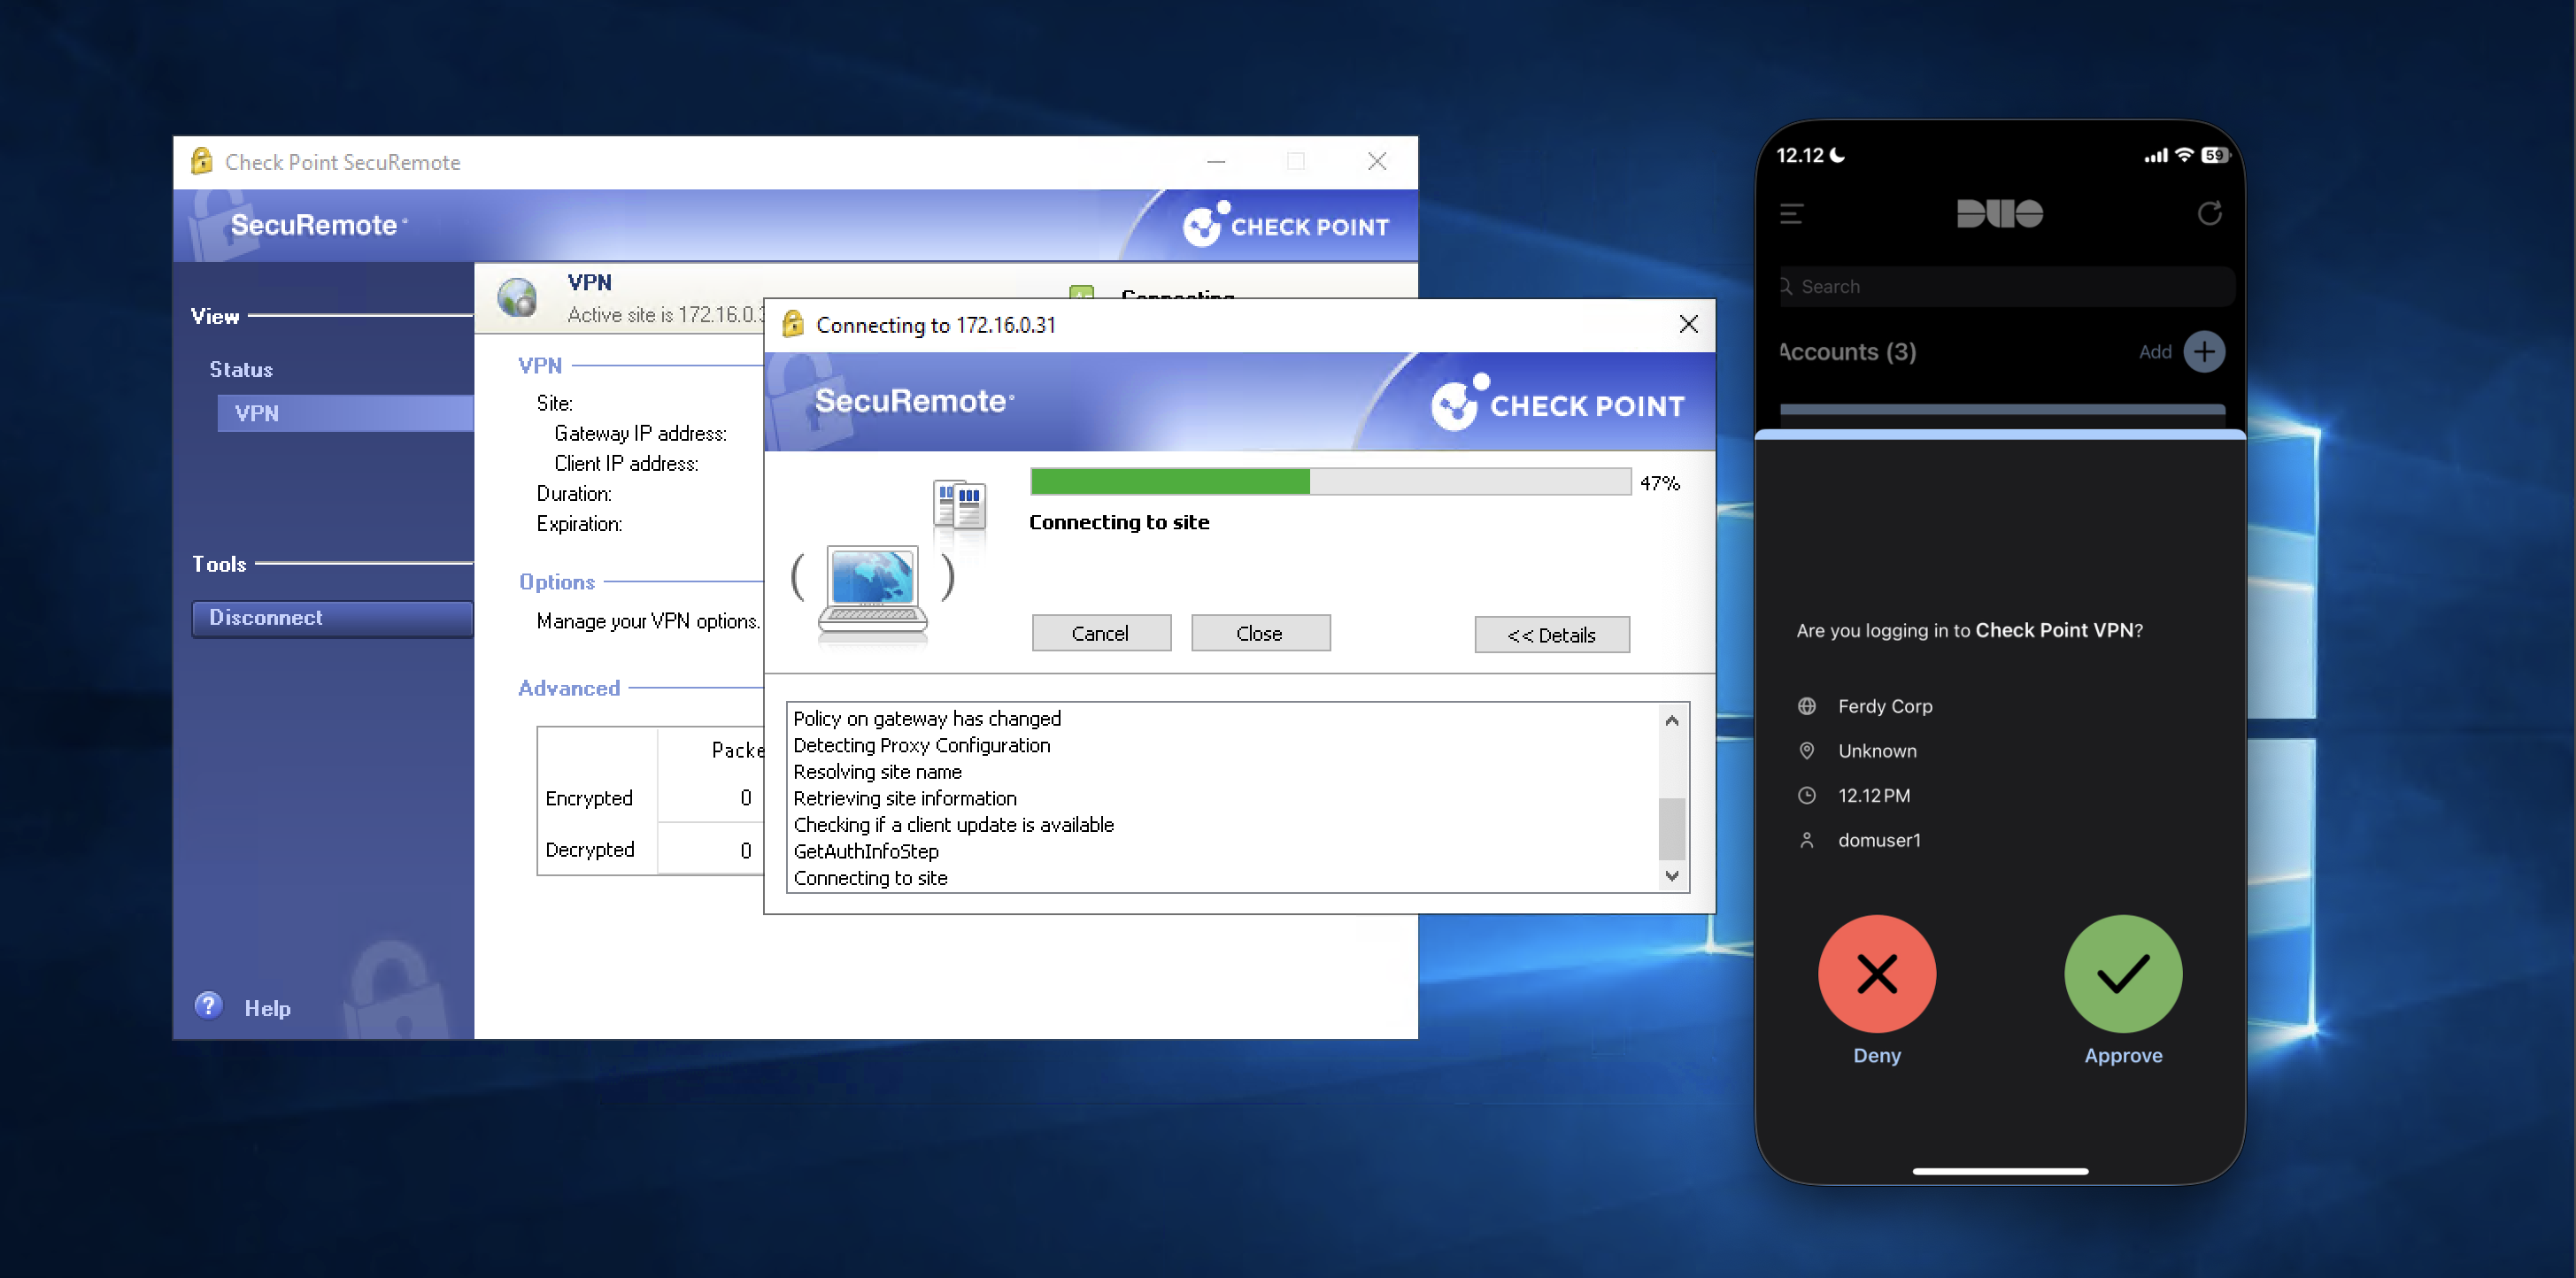 Check Point SecuRemote
SecuRemote
CHECK POINT
View
Status
VPN
Tools
Disconnect
Help
VPN
Active site is 172.16.0.3
Connecting
VPN
Site:
Gateway IP address:
Client IP address:
Duration:
Expiration:
Options
Manage your VPN options.
Advanced
Packe
Encrypted 0
Decrypted 0
Connecting to 172.16.0.31
SecuRemote
CHECK POINT
47%
Connecting to site
Cancel
Close
<< Details
Policy on gateway has changed
Detecting Proxy Configuration
Resolving site name
Retrieving site information
Checking if a client update is available
GetAuthInfoStep
Connecting to site
12.12
59
DUO
Search
Accounts (3)
Add
Are you logging in to Check Point VPN?
Ferdy Corp
Unknown
12.12 PM
domuser1
Deny
Approve